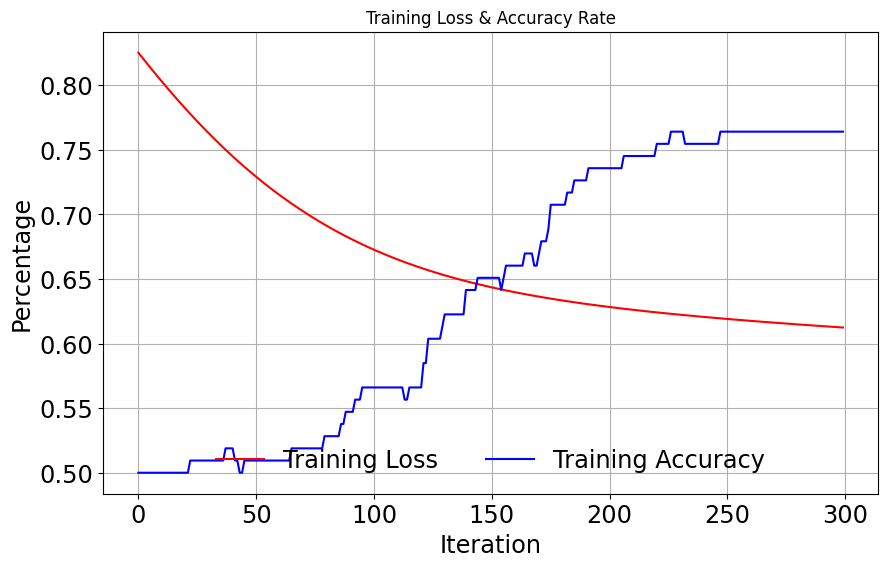 Training Loss & Accuracy Rate
Percentage
0.80
0.75
0.70
0.65
0.60
0.55
0.50
Training Loss
Training Accuracy
0
50
100
150
200
250
300
Iteration